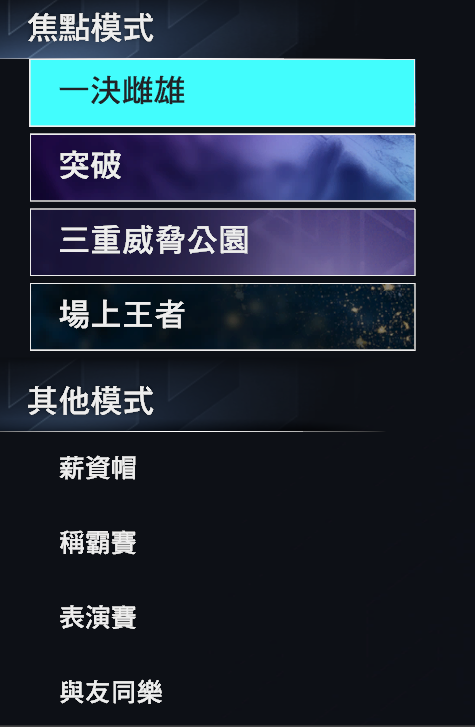 焦點模式
一決雌雄
突破
三重威脅公園
場上王者
其他模式
薪資帽
稱霸賽
表演賽
與友同樂